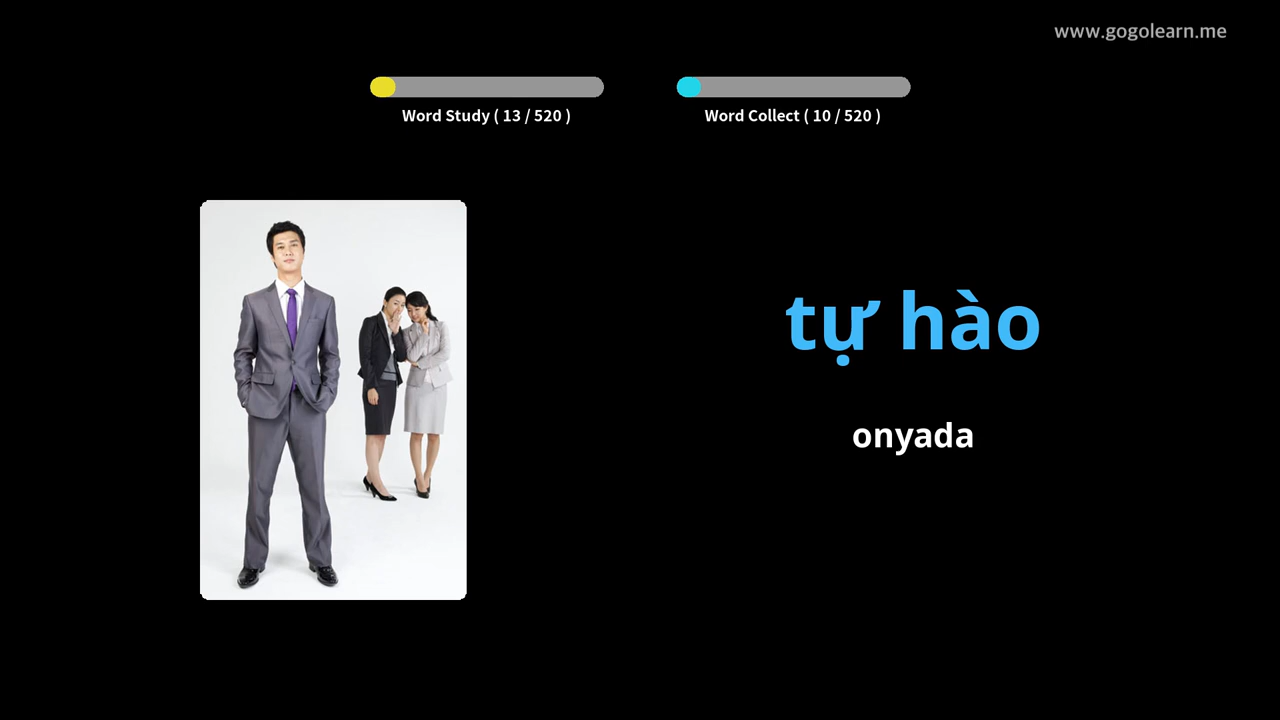 www.gogolearn.me
Word Study ( 13 / 520 )
Word Collect ( 10 / 520 )
tự hào
onyada